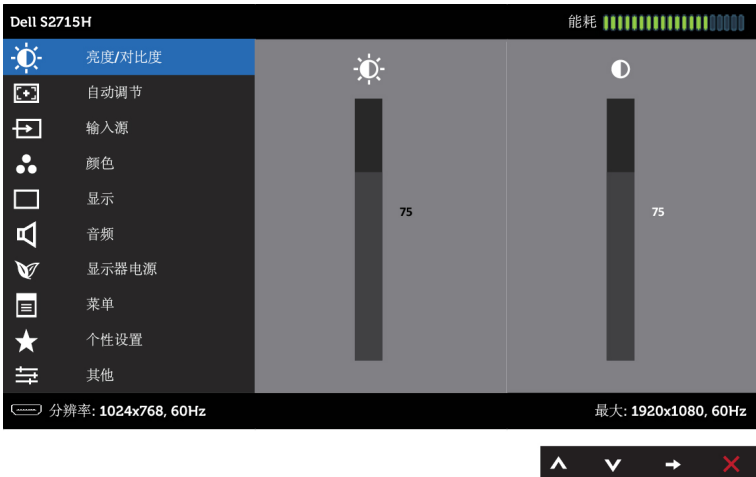 Dell S2715H 能耗
亮度/对比度
自动调节
输入源
颜色
显示
75 75
音频
显示器电源
菜单
个性设置
其他
分辨率: 1024x768, 60Hz 最大: 1920x1080, 60Hz